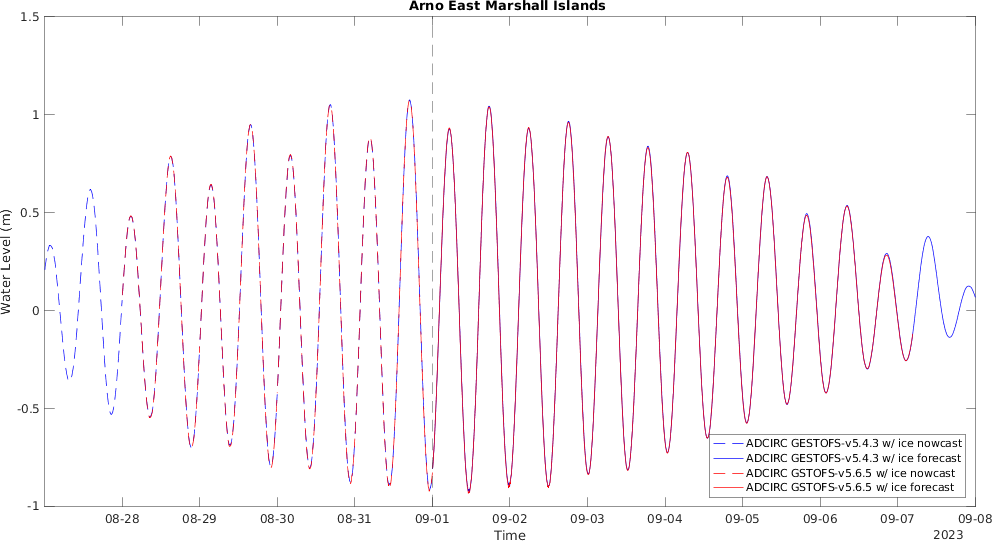 Arno East Marshall Islands
1.5
1
0.5
0
-0.5
-1
Water Level (m)
ADCIRC GESTOFS-v5.4.3 w/ ice nowcast
ADCIRC GESTOFS-v5.4.3 w/ ice forecast
ADCIRC GSTOFS-v5.6.5 w/ ice nowcast
ADCIRC GSTOFS-v5.6.5 w/ ice forecast
08-28 08-29 08-30 08-31 09-01 09-02 09-03 09-04 09-05 09-06 09-07 09-08
Time
2023